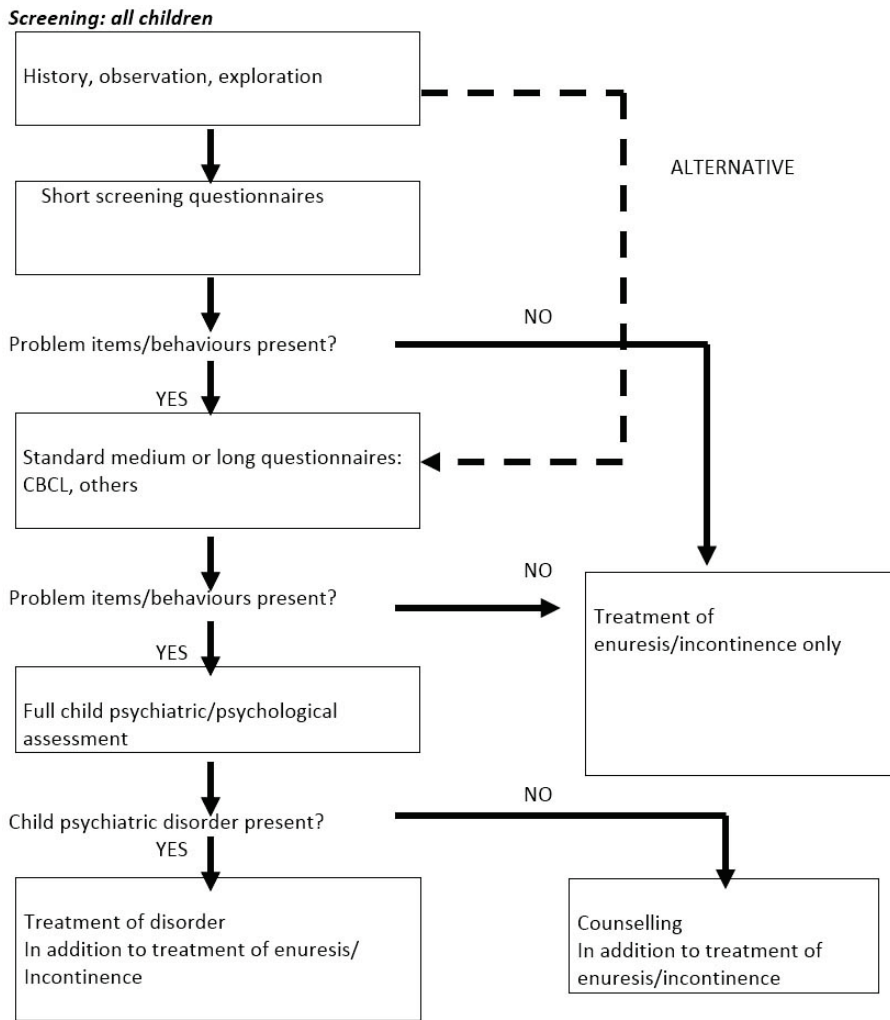 Screening: all children
History, observation, exploration
ALTERNATIVE
Short screening questionnaires
NO
Problem items/behaviours present?
YES
Standard medium or long questionnaires:
CBCL, others
NO
Problem items/behaviours present?
Treatment of
enuresis/incontinence only
YES
Full child psychiatric/psychological
assessment
NO
Child psychiatric disorder present?
YES
Treatment of disorder
In addition to treatment of enuresis/
Incontinence
Counselling
In addition to treatment of
enuresis/incontinence